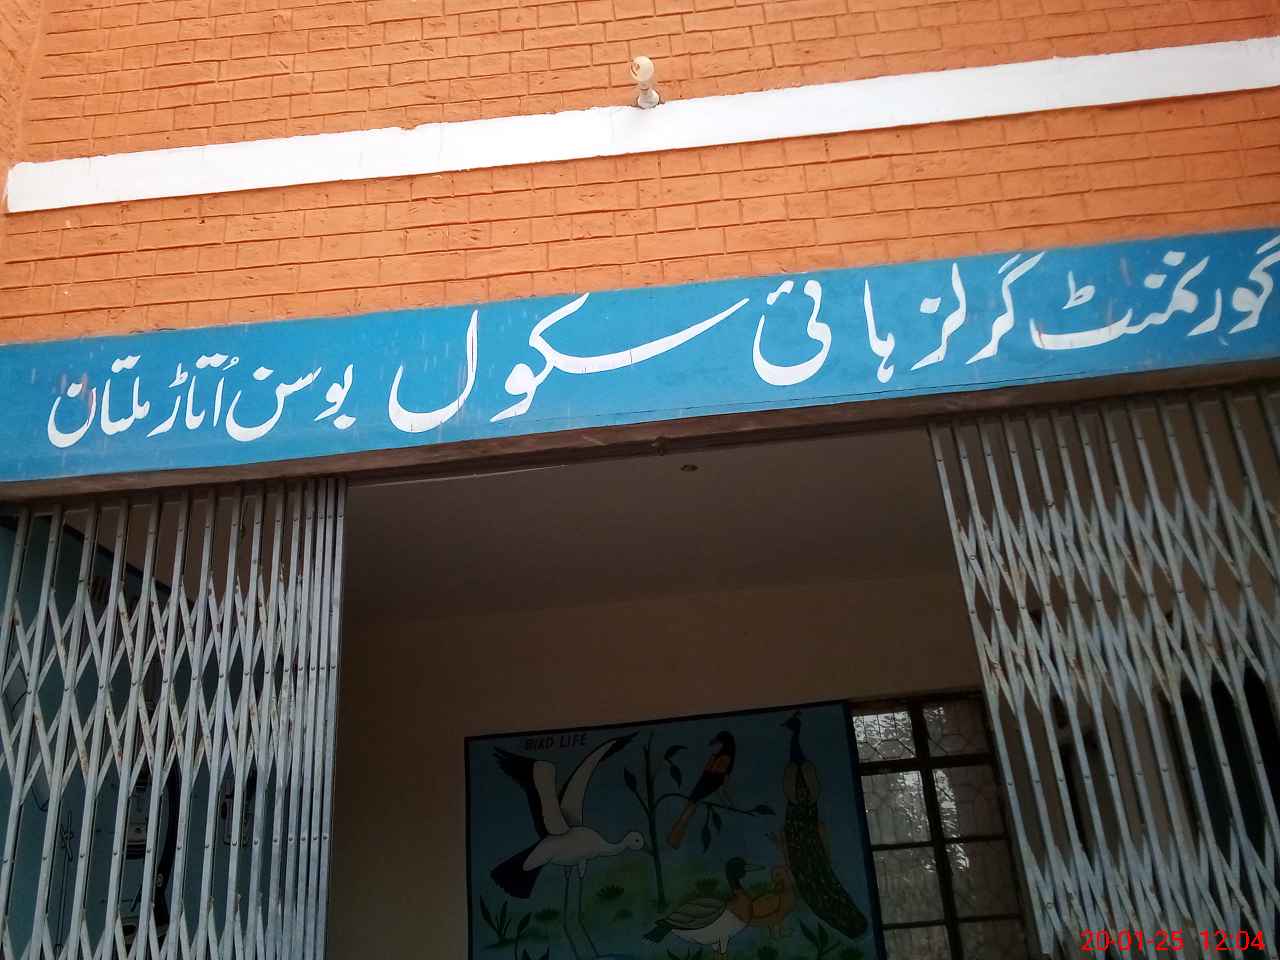 گورنمنٹ گرلز ہائی سکول بوسن اُتاڑ ملتان
BIRD LIFE
20-01-25 12:04